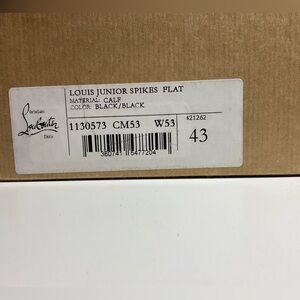 LOUIS JUNIOR SPIKES FLAT
MATERIAL: CALF
COLOR: BLACK/BLACK
Christian
Louboutin
Paris
1130573 CM53 W53
421262
43